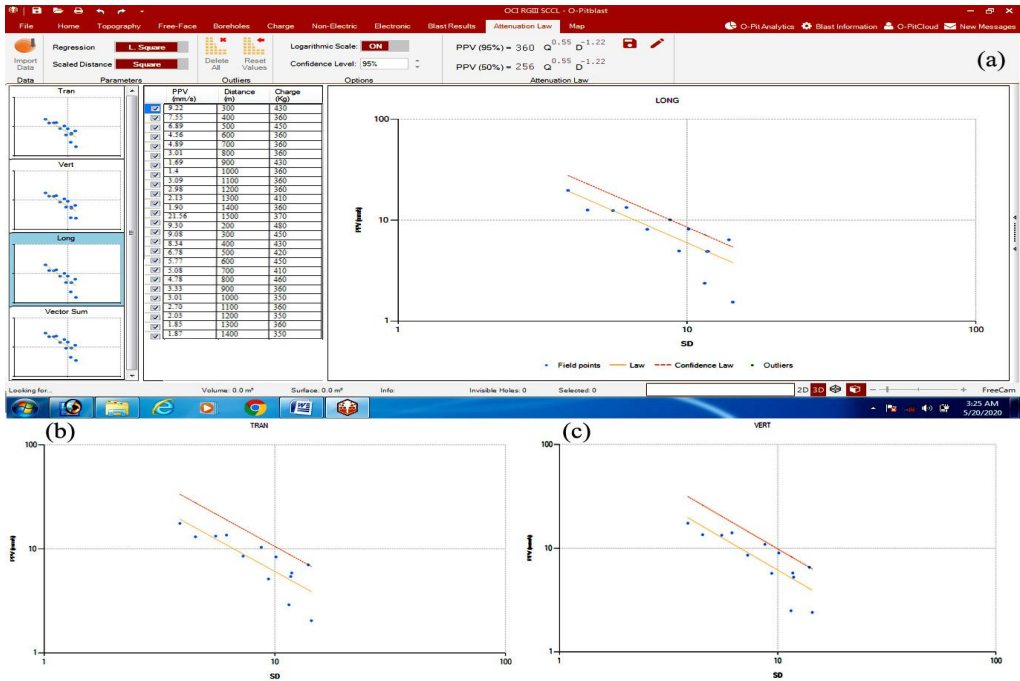 OCI RGIII SCCL - O-Pitblast
File Home Topography Free-Face Boreholes Charge Non-Electric Electronic Blast Results Attenuation Law Map O-PitAnalytics Blast Information O-PitCloud New Messages
Import Data
Data
Regression L. Square
Scaled Distance Square
Parameters
Delete All
Reset Values
Outliers
Logarithmic Scale: ON
Confidence Level: 95%
Options
PPV (95%) = 360 Q^0.55 D^-1.22
PPV (50%) = 256 Q^0.55 D^-1.22
Attenuation Law
(a)
Tran
Vert
Long
Vector Sum
PPV (mm/s) Distance (m) Charge (Kg)
9.22 300 430
7.55 400 360
6.89 500 450
4.56 600 360
4.89 700 360
3.01 800 360
1.69 900 430
1.4 1000 360
3.09 1100 360
2.98 1200 360
2.13 1300 410
1.90 1400 360
21.56 1500 370
9.30 200 480
9.08 300 450
8.34 400 430
6.78 500 420
5.77 600 450
5.08 700 410
4.78 800 460
3.33 900 360
3.01 1000 350
2.70 1100 360
2.03 1200 350
1.85 1300 360
1.87 1400 350
LONG
100
10
1
PPV (mm/s)
1 10 100
SD
Field points Law Confidence Law Outliers
Looking for... Volume: 0.0 m³ Surface: 0.0 m² Info: Invisible Holes: 0 Selected: 0 2D 3D FreeCam
3:25 AM
5/20/2020
(b)
TRAN
100
10
1
PPV (mm/s)
1 10 100
SD
(c)
VERT
100
10
1
PPV (mm/s)
1 10 100
SD